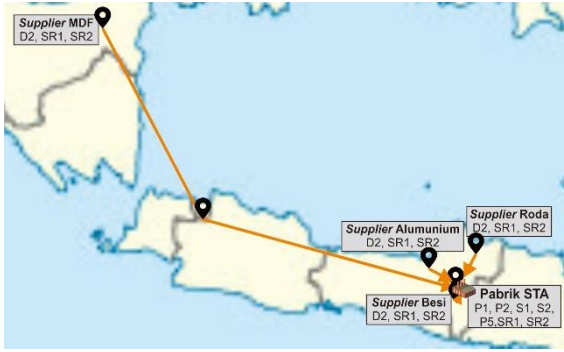 Supplier MDF
D2, SR1, SR2
Supplier Alumunium
D2, SR1, SR2
Supplier Roda
D2, SR1, SR2
Supplier Besi
D2, SR1, SR2
Pabrik STA
P1, P2, S1, S2,
P5,SR1, SR2